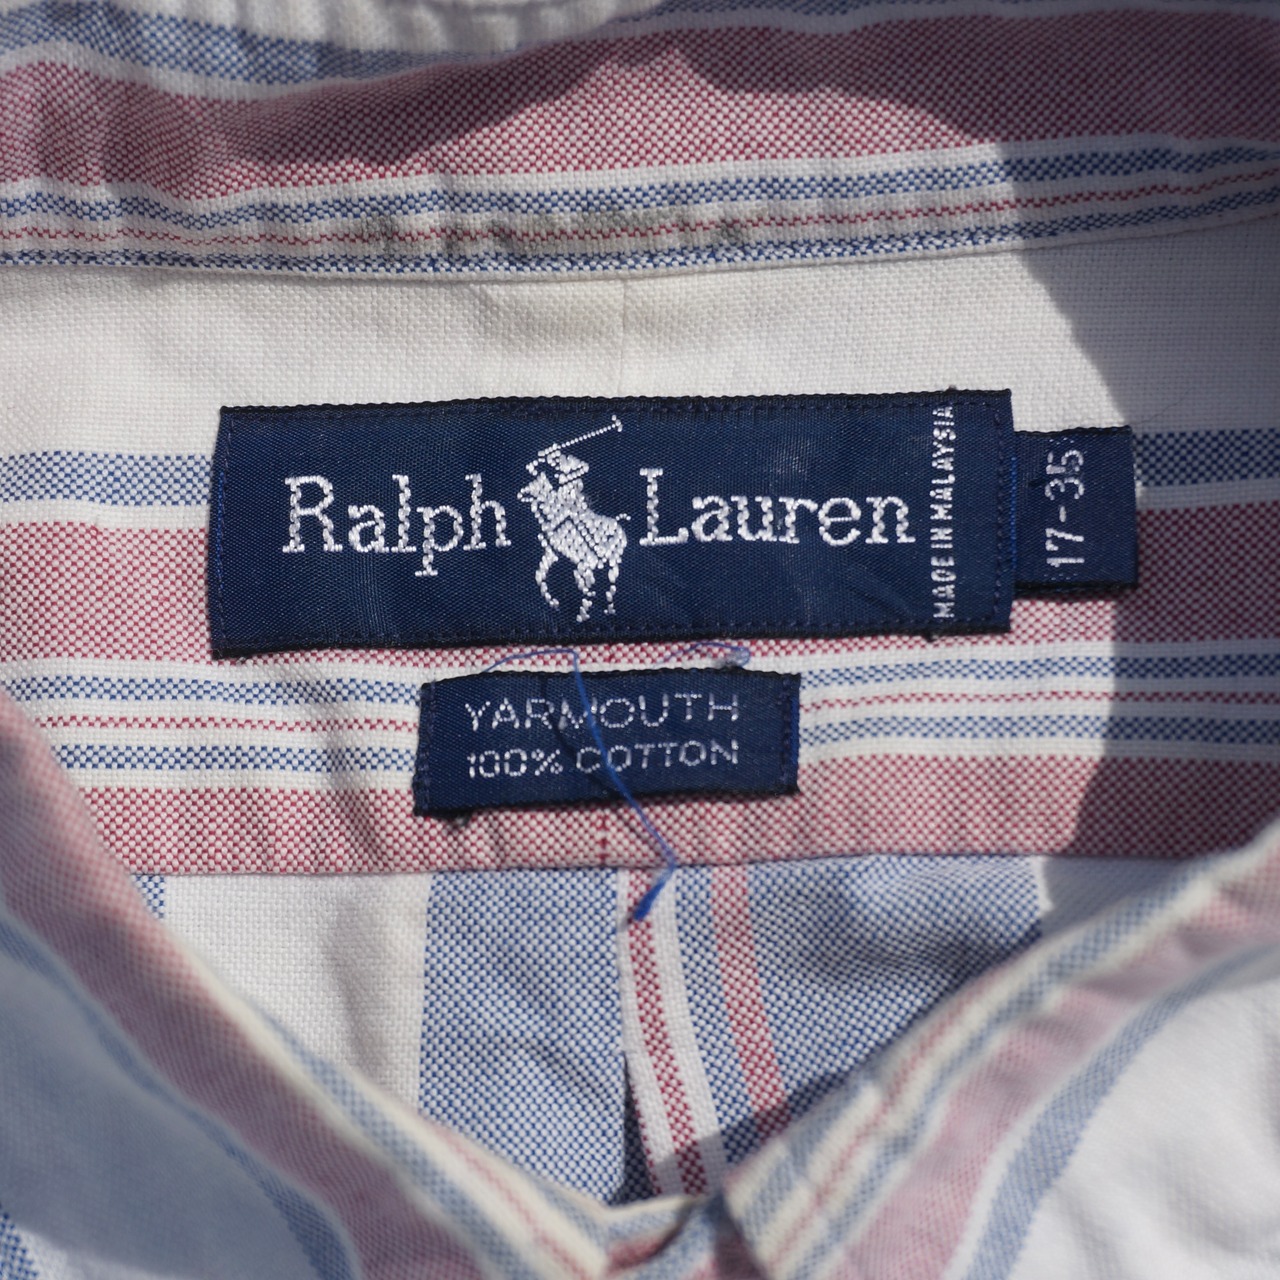 Ralph Lauren
MADE IN MALAYSIA
17-35
YARMOUTH
100% COTTON